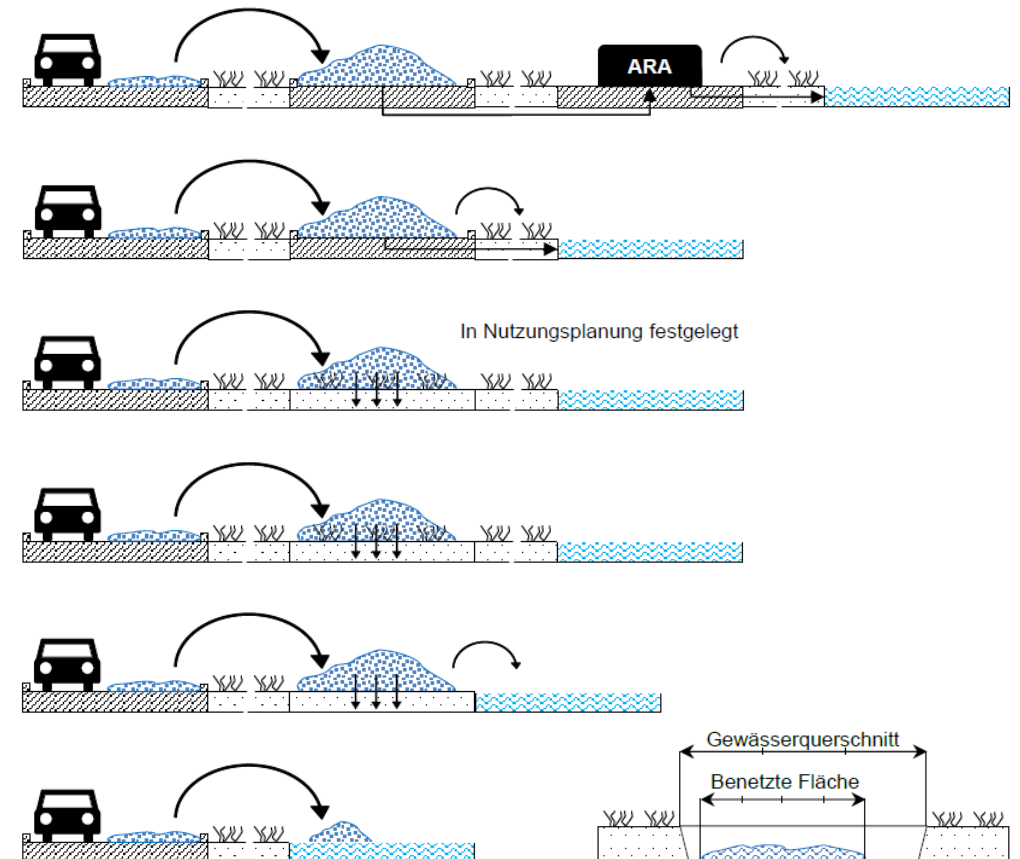 ARA
In Nutzungsplanung festgelegt
Gewässerquerschnitt
Benetzte Fläche